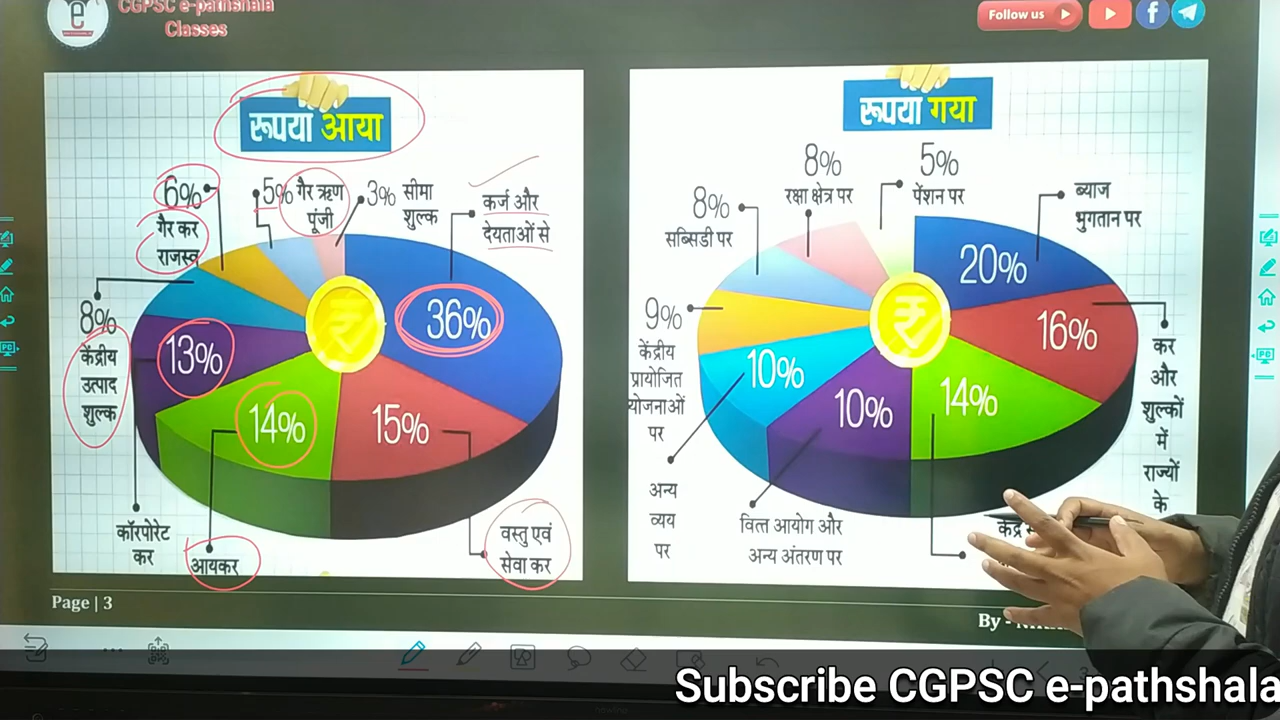 CGPSC e-pathshala
Classes
Follow us
रूपया आया
6%
गैर कर
राजस्व
5% गैर ऋण
पूंजी
3% सीमा
शुल्क
कर्ज और
देयताओं से
8%
केंद्रीय
उत्पाद
शुल्क
13%
14%
15%
36%
कॉरपोरेट
कर
आयकर
वस्तु एवं
सेवा कर
रूपया गया
8%
रक्षा क्षेत्र पर
5%
पेंशन पर
8%
सब्सिडी पर
ब्याज
भुगतान पर
20%
16%
14%
10%
10%
9%
केंद्रीय
प्रायोजित
योजनाओं
पर
अन्य
व्यय
पर
वित्त आयोग और
अन्य अंतरण पर
कर
और
शुल्कों
में
राज्यों
के
Page | 3
By -
Subscribe CGPSC e-pathshala